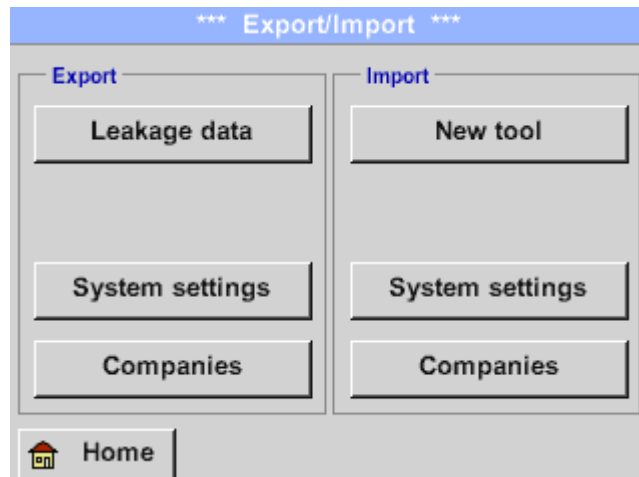 *** Export/Import ***
Export
Leakage data
System settings
Companies
Import
New tool
System settings
Companies
Home